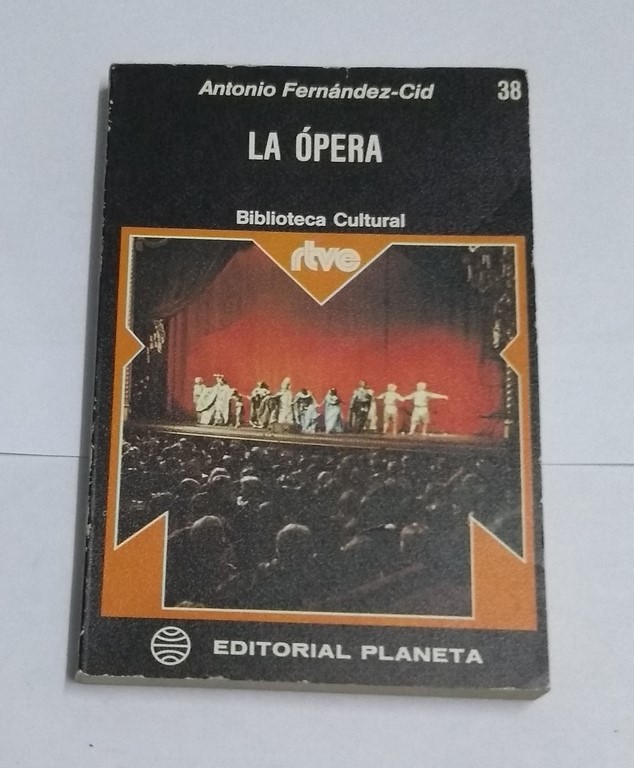 Antonio Fernández-Cid 38
LA ÓPERA
Biblioteca Cultural
rtve
EDITORIAL PLANETA